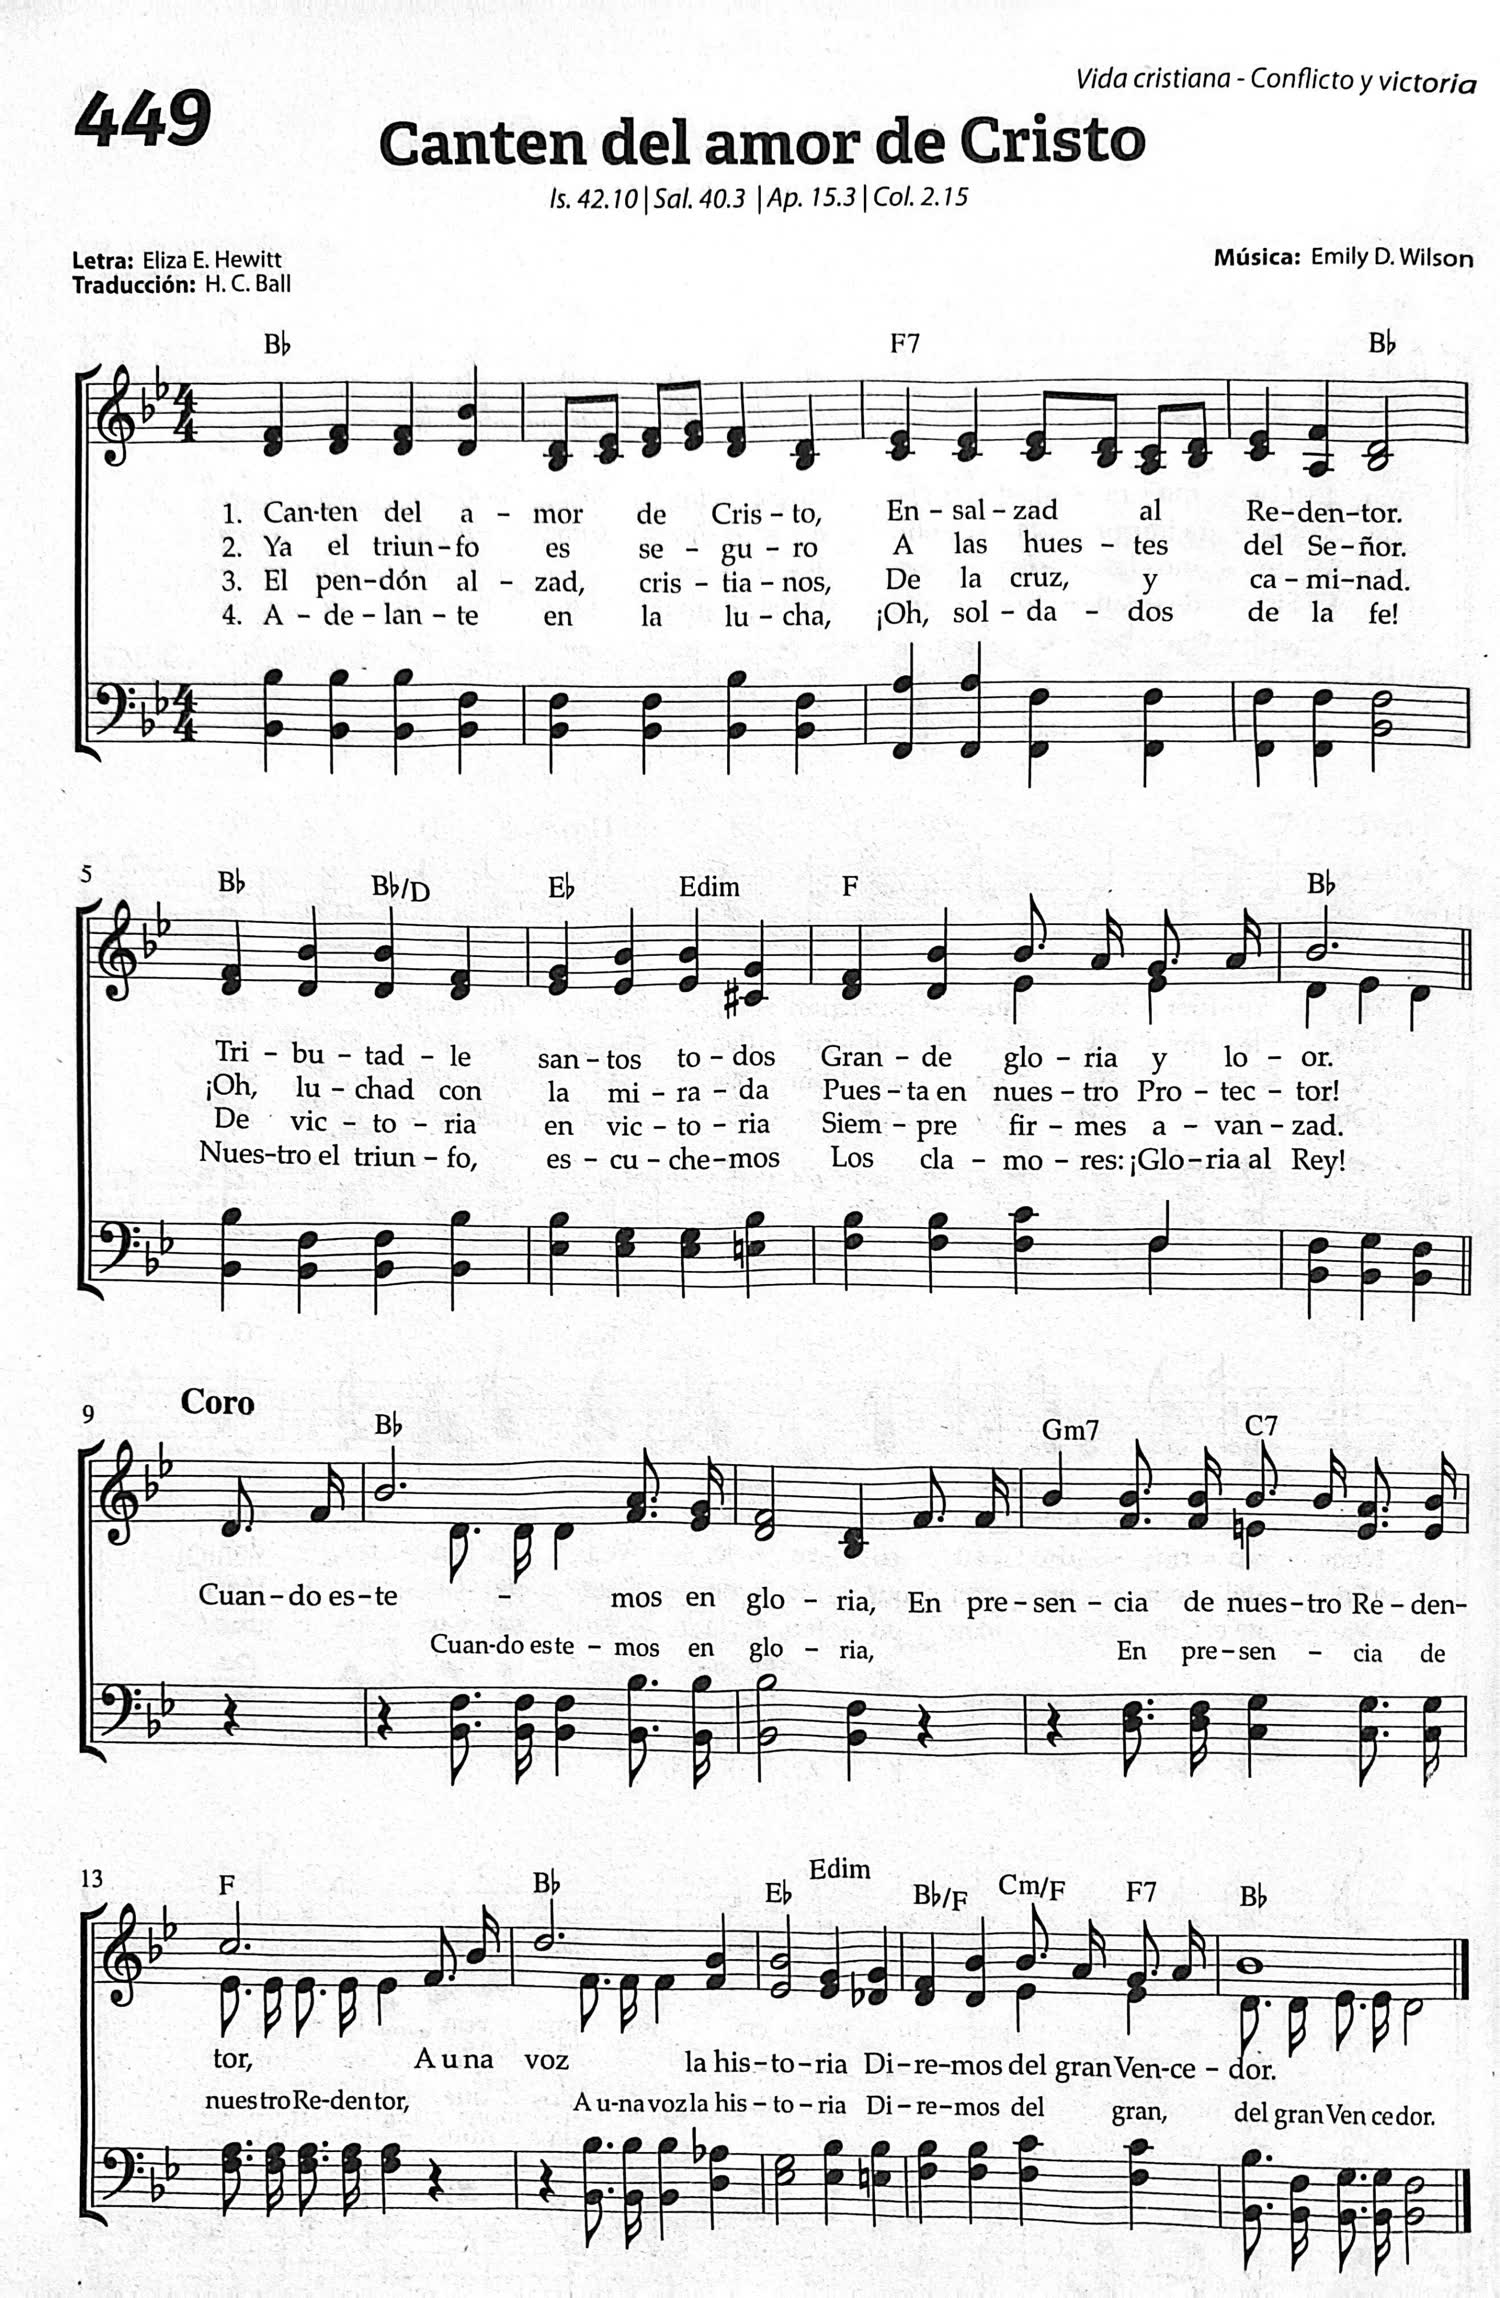 Vida cristiana - Conflicto y victoria
449
Canten del amor de Cristo
Is. 42.10 | Sal. 40.3 | Ap. 15.3 | Col. 2.15
Letra: Eliza E. Hewitt
Música: Emily D. Wilson
Traducción: H. C. Ball
B♭ F7 B♭
4 4
1. Can-ten del a - mor de Cris - to, En - sal - zad al Re-den-tor.
2. Ya el triun-fo es se - gu - ro A las hues - tes del Se-ñor.
3. El pen-dón al - zad, cris - tia - nos, De la cruz, y ca - mi-nad.
4. A - de - lan - te en la lu - cha, ¡Oh, sol - da - dos de la fe!
4 4
5
B♭ B♭/D E♭ Edim F B♭
Tri - bu - tad - le san - tos to - dos Gran - de glo - ria y lo - or.
¡Oh, lu - chad con la mi - ra - da Pues - ta en nues - tro Pro - tec - tor!
De vic - to - ria en vic - to - ria Siem - pre fir - mes a - van - zad.
Nues-tro el triun - fo, es - cu - che-mos Los cla - mo - res: ¡Glo-ria al Rey!
9
Coro
B♭ Gm7 C7
Cuan-do es-te - mos en glo - ria, En pre - sen - cia de nues-tro Re - den-
Cuan-do este - mos en glo - ria, En pre - sen - cia de
13
F B♭ E♭ Edim B♭/F Cm/F F7 B♭
tor, A una voz la his-to-ria Di-re-mos del gran Ven-ce - dor.
nuestro Re-dentor, A u-na voz la his - to - ria Di - re - mos del gran, del gran Vencedor.